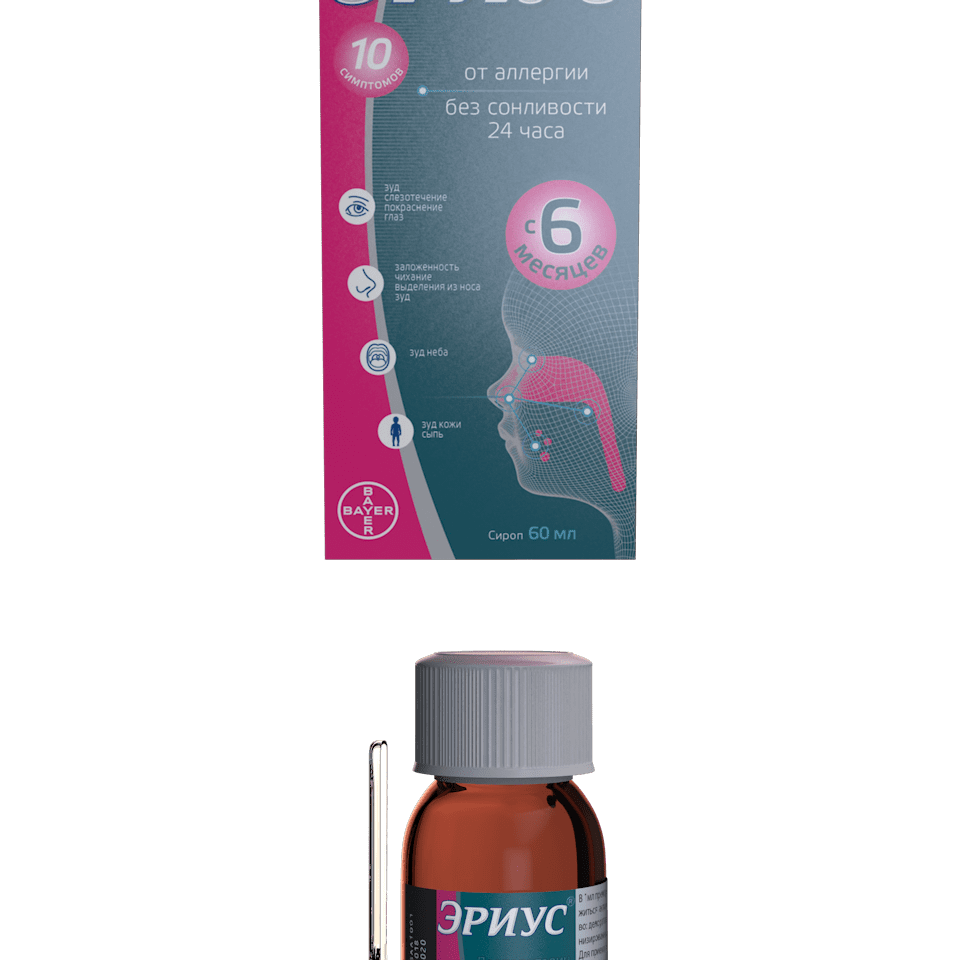 ЭРИУС
10
СИМПТОМОВ
от аллергии
без сонливости
24 часа
зуд
слезотечение
покраснение
глаз
с 6
месяцев
заложенность
чихание
выделения из носа
зуд
зуд неба
зуд кожи
сыпь
BAYER
BAYER
Сироп 60 мл
ЭРИУС®